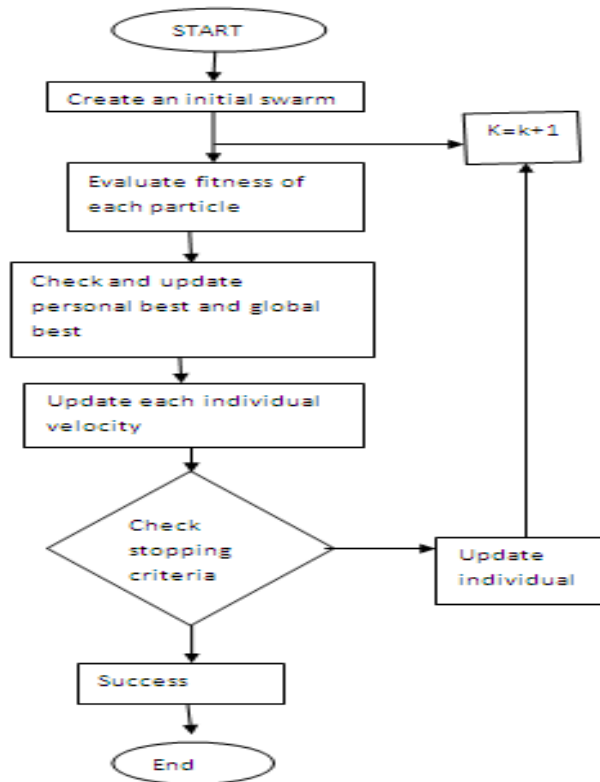 START
Create an initial swarm
K=k+1
Evaluate fitness of
each particle
Check and update
personal best and global
best
Update each individual
velocity
Check
stopping
criteria
Update
individual
Success
End